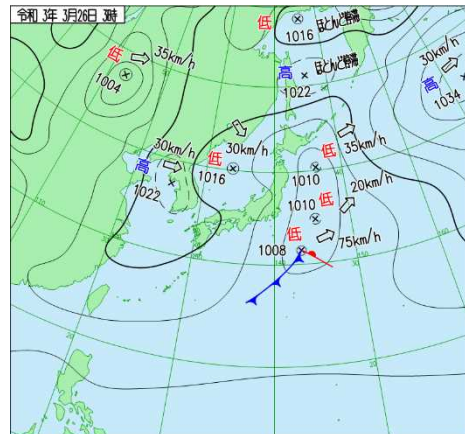 令和 3年 3月26日 3時
低
1016
ほとんど停滞
低
35km/h
1004
高
1022
ほとんど停滞
30km/h
高
1034
30km/h
高
1022
30km/h
低
1016
低
35km/h
1010
20km/h
1010
低
低
1008
75km/h